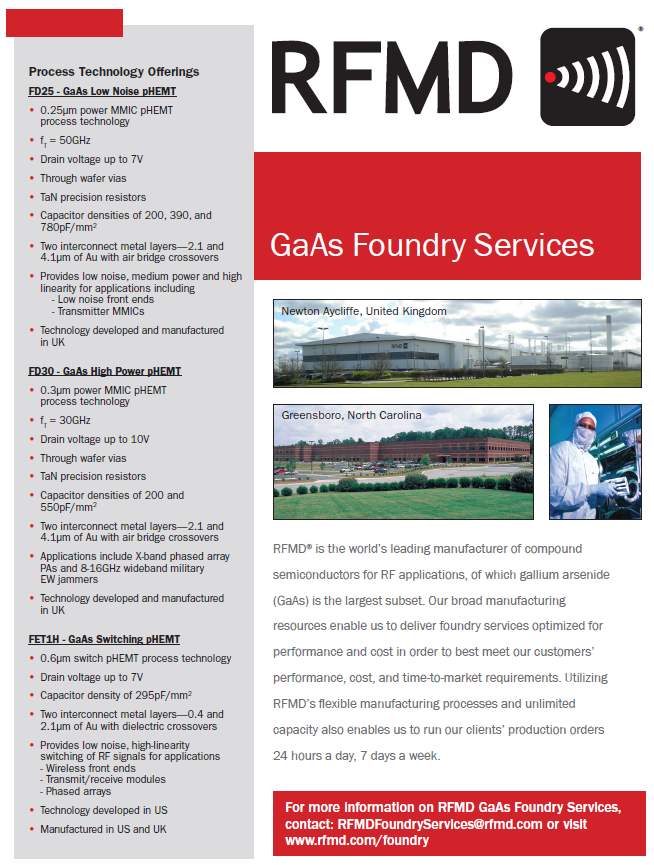 Process Technology Offerings
FD25 - GaAs Low Noise pHEMT
• 0.25µm power MMIC pHEMT
process technology
• fτ = 50GHz
• Drain voltage up to 7V
• Through wafer vias
• TaN precision resistors
• Capacitor densities of 200, 390, and
780pF/mm²
• Two interconnect metal layers—2.1 and
4.1µm of Au with air bridge crossovers
• Provides low noise, medium power and high
linearity for applications including
- Low noise front ends
- Transmitter MMICs
• Technology developed and manufactured
in UK
FD30 - GaAs High Power pHEMT
• 0.3µm power MMIC pHEMT
process technology
• fτ = 30GHz
• Drain voltage up to 10V
• Through wafer vias
• TaN precision resistors
• Capacitor densities of 200 and
550pF/mm²
• Two interconnect metal layers—2.1 and
4.1µm of Au with air bridge crossovers
• Applications include X-band phased array
PAs and 8-16GHz wideband military
EW jammers
• Technology developed and manufactured
in UK
FET1H - GaAs Switching pHEMT
• 0.6µm switch pHEMT process technology
• Drain voltage up to 7V
• Capacitor density of 295pF/mm²
• Two interconnect metal layers—0.4 and
2.1µm of Au with dielectric crossovers
• Provides low noise, high-linearity
switching of RF signals for applications
- Wireless front ends
- Transmit/receive modules
- Phased arrays
• Technology developed in US
• Manufactured in US and UK
RFMD ®
GaAs Foundry Services
Newton Aycliffe, United Kingdom
Greensboro, North Carolina
RFMD® is the world's leading manufacturer of compound
semiconductors for RF applications, of which gallium arsenide
(GaAs) is the largest subset. Our broad manufacturing
resources enable us to deliver foundry services optimized for
performance and cost in order to best meet our customers'
performance, cost, and time-to-market requirements. Utilizing
RFMD's flexible manufacturing processes and unlimited
capacity also enables us to run our clients' production orders
24 hours a day, 7 days a week.
For more information on RFMD GaAs Foundry Services,
contact: RFMDFoundryServices@rfmd.com or visit
www.rfmd.com/foundry